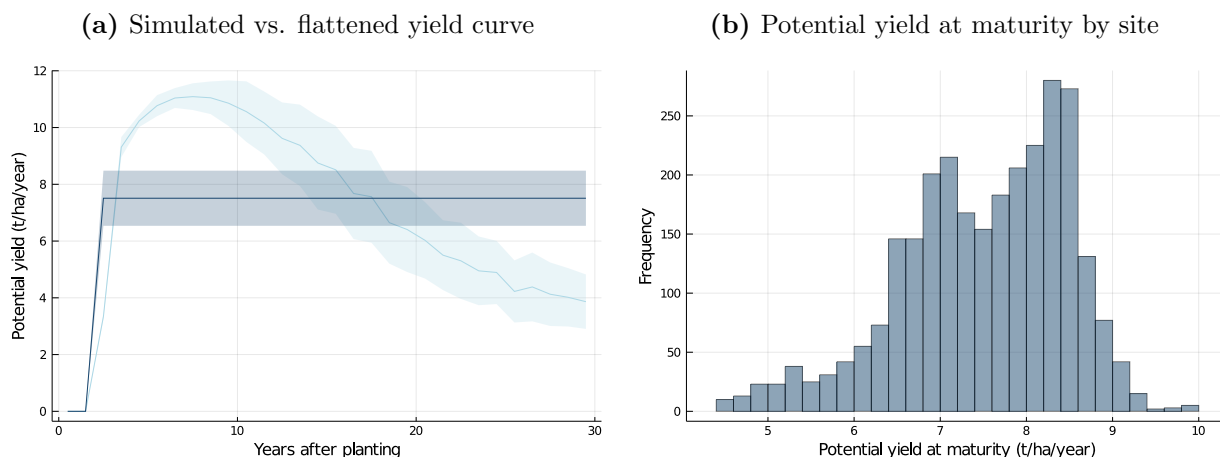 (a) Simulated vs. flattened yield curve
12
10
8
6
4
2
0
Potential yield (t/ha/year)
0 10 20 30
Years after planting
(b) Potential yield at maturity by site
250
200
150
100
50
0
Frequency
5 6 7 8 9 10
Potential yield at maturity (t/ha/year)